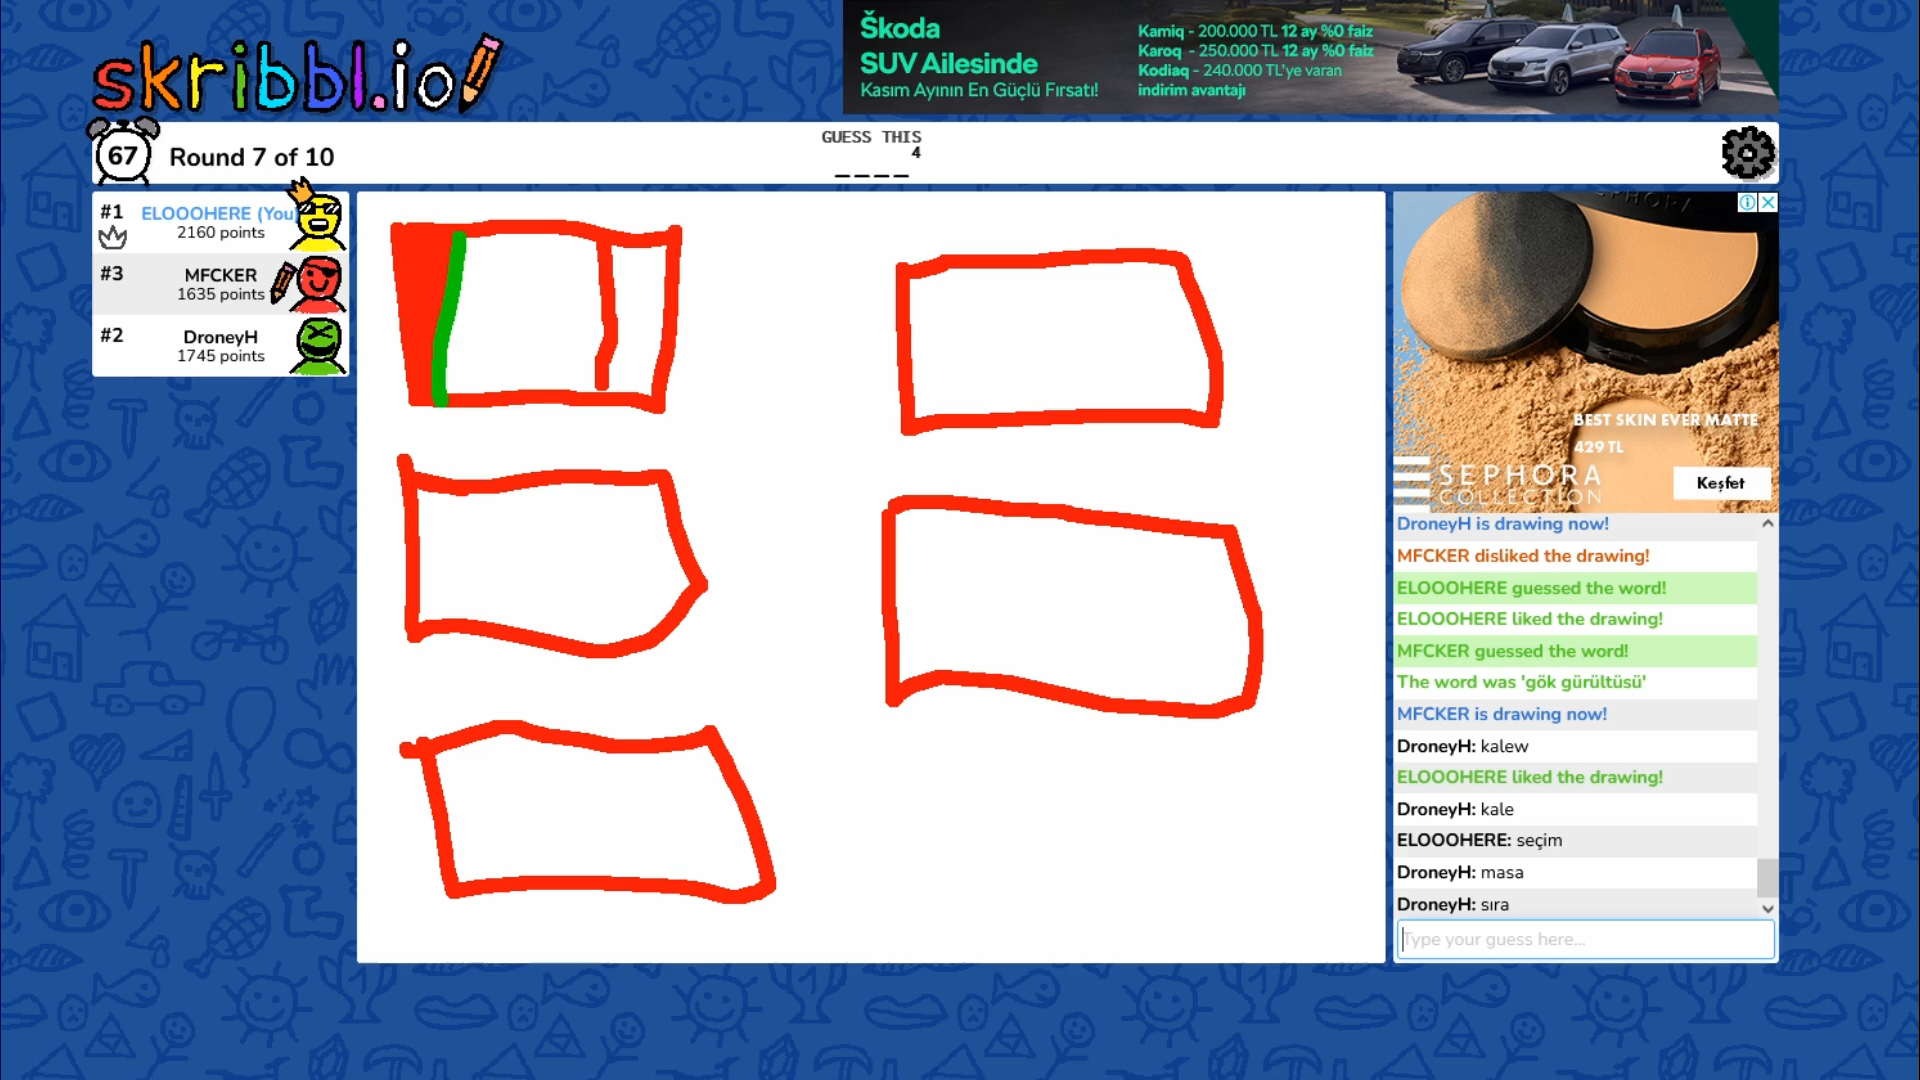 skribbl.io
Škoda
SUV Ailesinde
Kasım Ayının En Güçlü Fırsatı!
Kamiq - 200.000 TL 12 ay %0 faiz
Karoq - 250.000 TL 12 ay %0 faiz
Kodiaq - 240.000 TL'ye varan
indirim avantajı
67
Round 7 of 10
GUESS THIS
4
____
#1
ELOOOHERE (You)
2160 points
#3
MFCKER
1635 points
#2
DroneyH
1745 points
BEST SKIN EVER MATTE
429 TL
SEPHORA
COLLECTION
Keşfet
DroneyH is drawing now!
MFCKER disliked the drawing!
ELOOOHERE guessed the word!
ELOOOHERE liked the drawing!
MFCKER guessed the word!
The word was 'gök gürültüsü'
MFCKER is drawing now!
DroneyH: kalew
ELOOOHERE liked the drawing!
DroneyH: kale
ELOOOHERE: seçim
DroneyH: masa
DroneyH: sıra
Type your guess here...